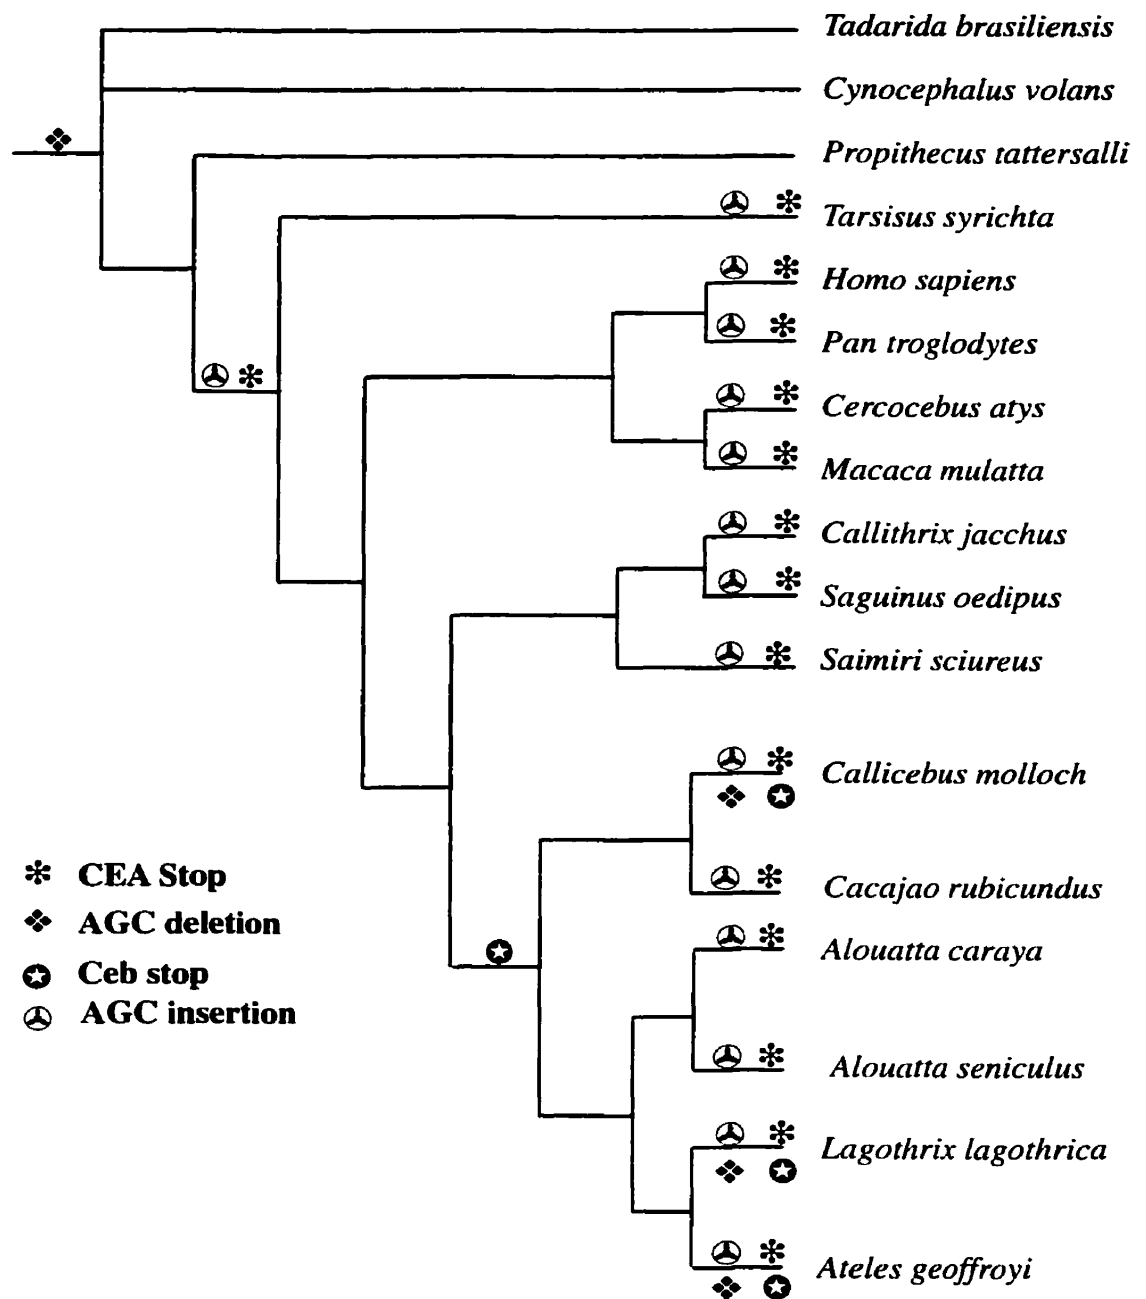 Tadarida brasiliensis
Cynocephalus volans
Propithecus tattersalli
Tarsisus syrichta
Homo sapiens
Pan troglodytes
Cercocebus atys
Macaca mulatta
Callithrix jacchus
Saguinus oedipus
Saimiri sciureus
Callicebus molloch
Cacajao rubicundus
Alouatta caraya
Alouatta seniculus
Lagothrix lagothrica
Ateles geoffroyi
CEA Stop
AGC deletion
Ceb stop
AGC insertion